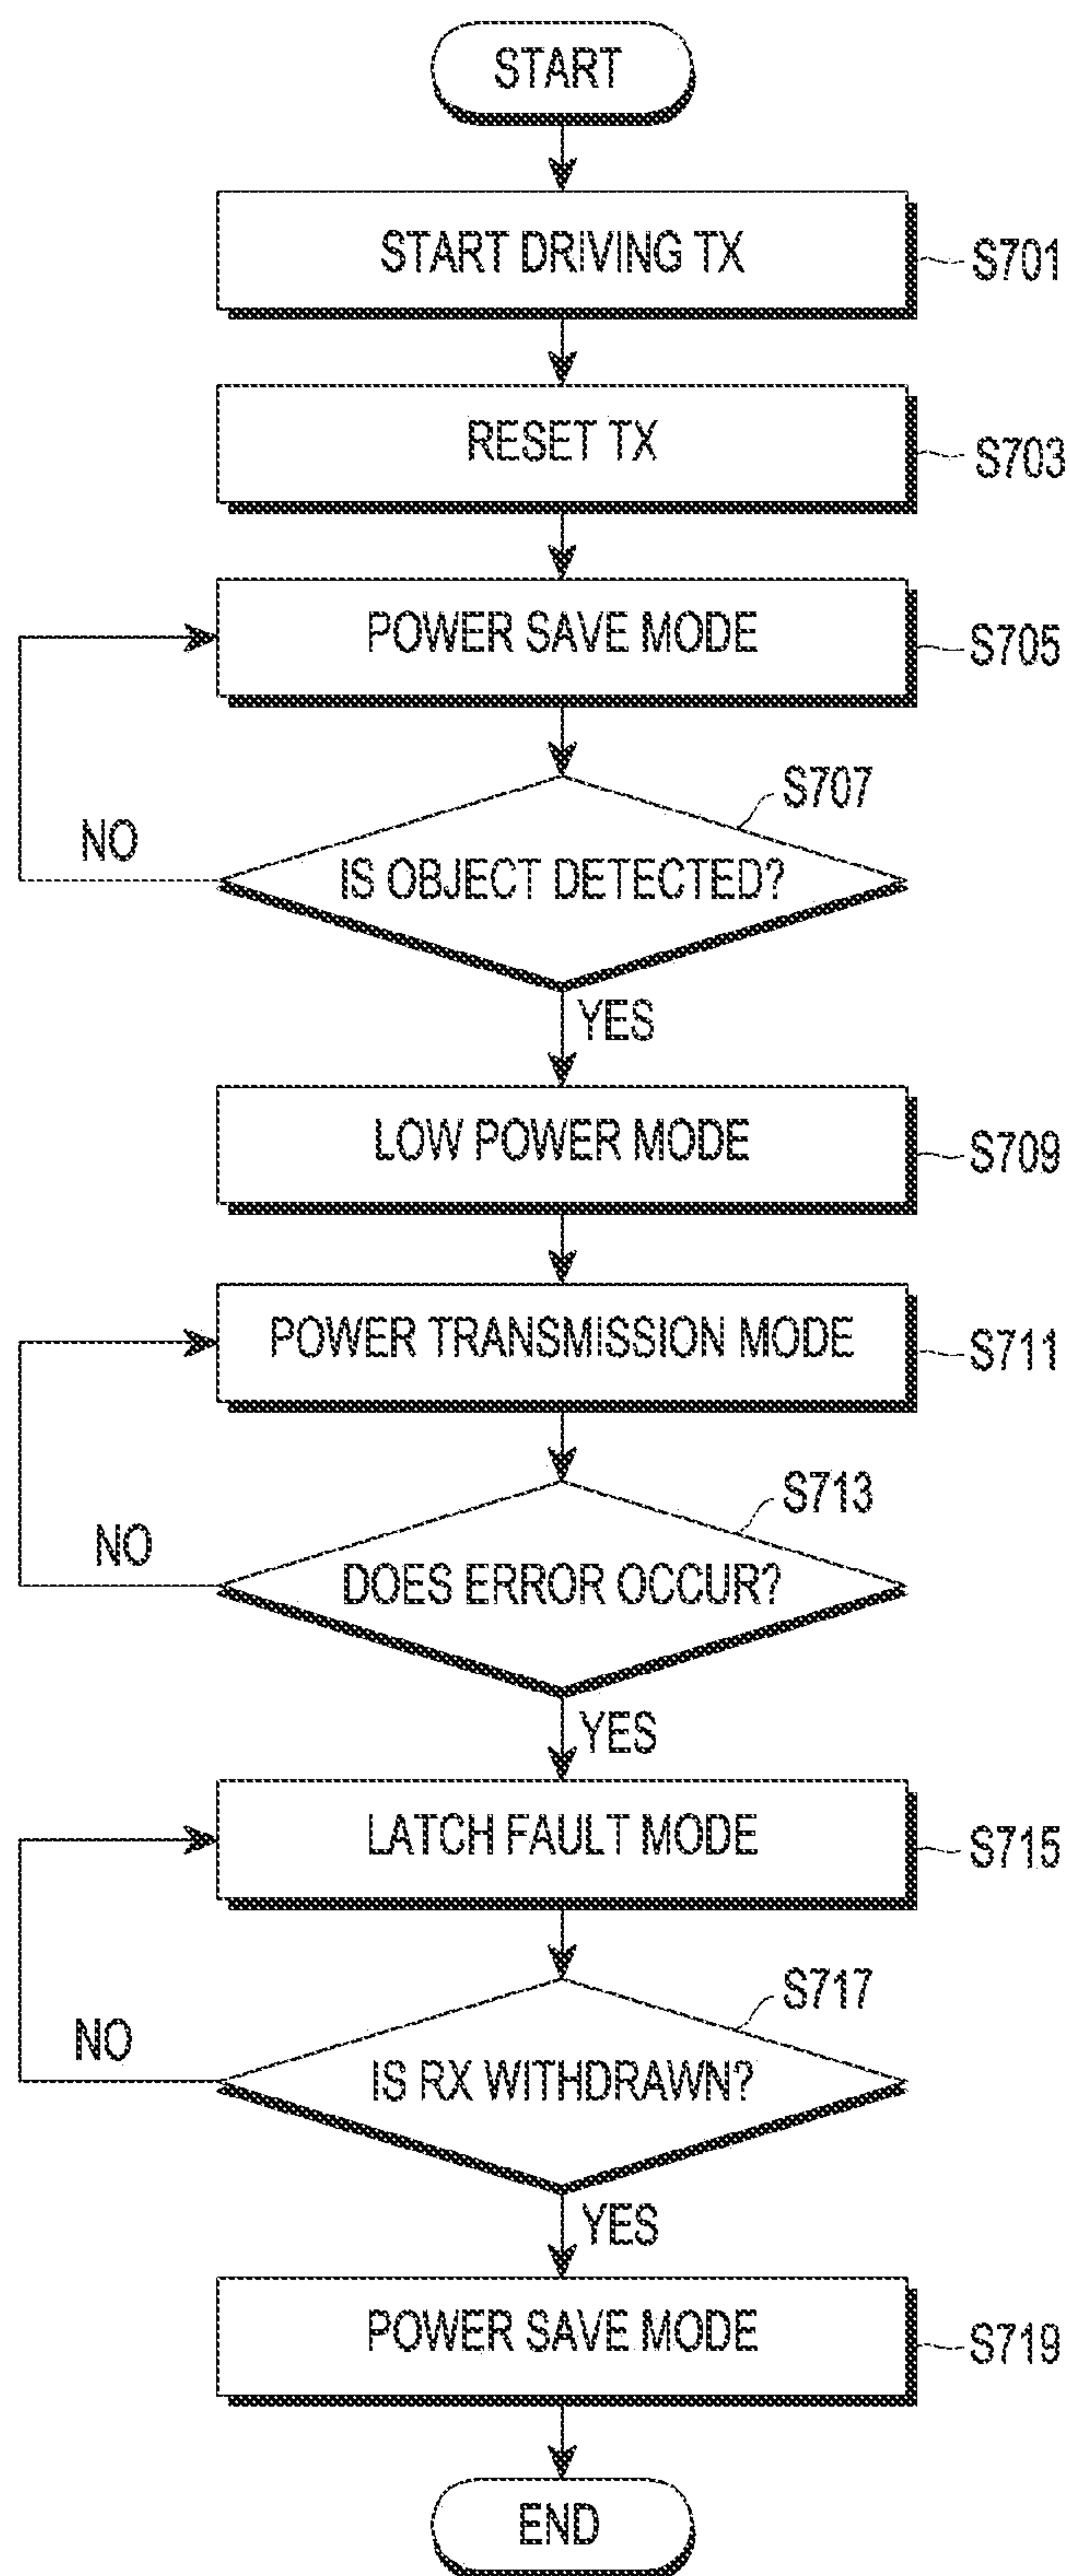 START
START DRIVING TX
S701
RESET TX
S703
POWER SAVE MODE
S705
S707
IS OBJECT DETECTED?
NO
YES
LOW POWER MODE
S709
POWER TRANSMISSION MODE
S711
S713
DOES ERROR OCCUR?
NO
YES
LATCH FAULT MODE
S715
S717
IS RX WITHDRAWN?
NO
YES
POWER SAVE MODE
S719
END